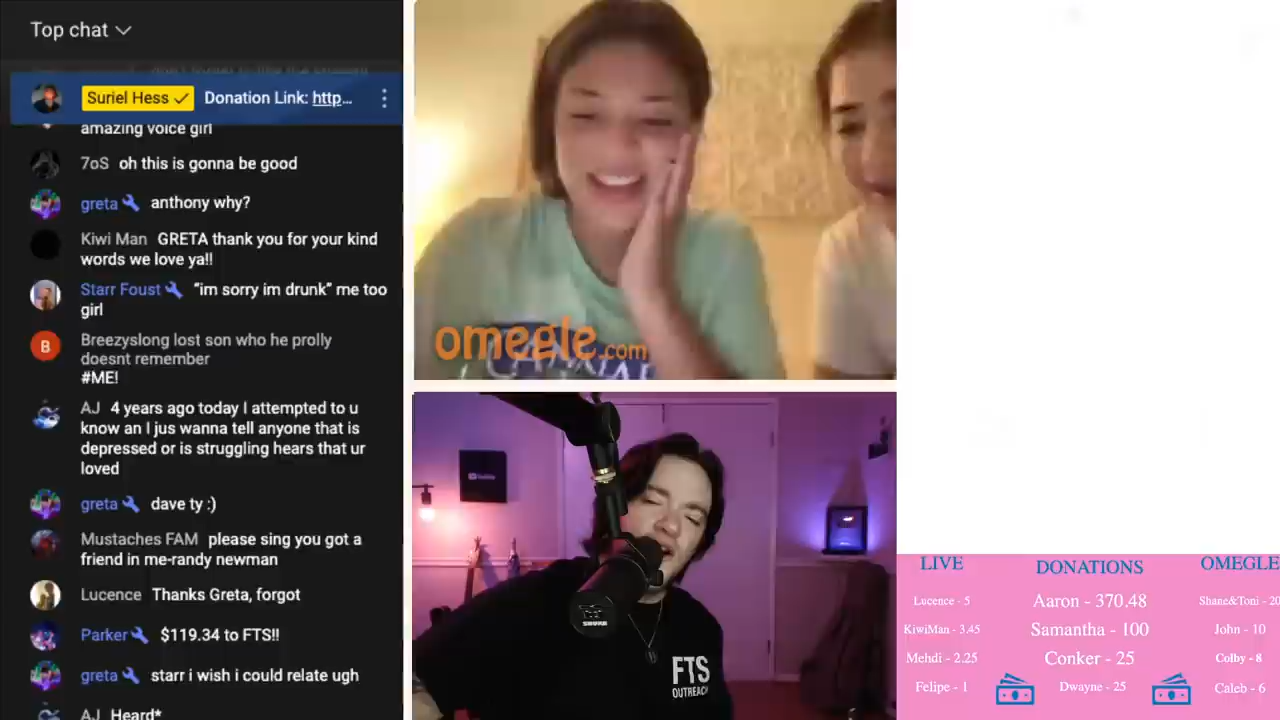 Top chat
Suriel Hess Donation Link: http...
amazing voice girl
7oS oh this is gonna be good
greta anthony why?
Kiwi Man GRETA thank you for your kind
words we love ya!!
Starr Foust “im sorry im drunk” me too
girl
Breezyslong lost son who he prolly
doesnt remember
#ME!
AJ 4 years ago today I attempted to u
know an I jus wanna tell anyone that is
depressed or is struggling hears that ur
loved
greta dave ty :)
Mustaches FAM please sing you got a
friend in me-randy newman
Lucence Thanks Greta, forgot
Parker $119.34 to FTS!!
greta starr i wish i could relate ugh
AJ Heard*
omegle.com
SHURE
FTS
OUTREACH
LIVE
Lucence - 5
KiwiMan - 3.45
Mehdi - 2.25
Felipe - 1
DONATIONS
Aaron - 370.48
Samantha - 100
Conker - 25
Dwayne - 25
OMEGLE
Shane&Toni - 20
John - 10
Colby - 8
Caleb - 6